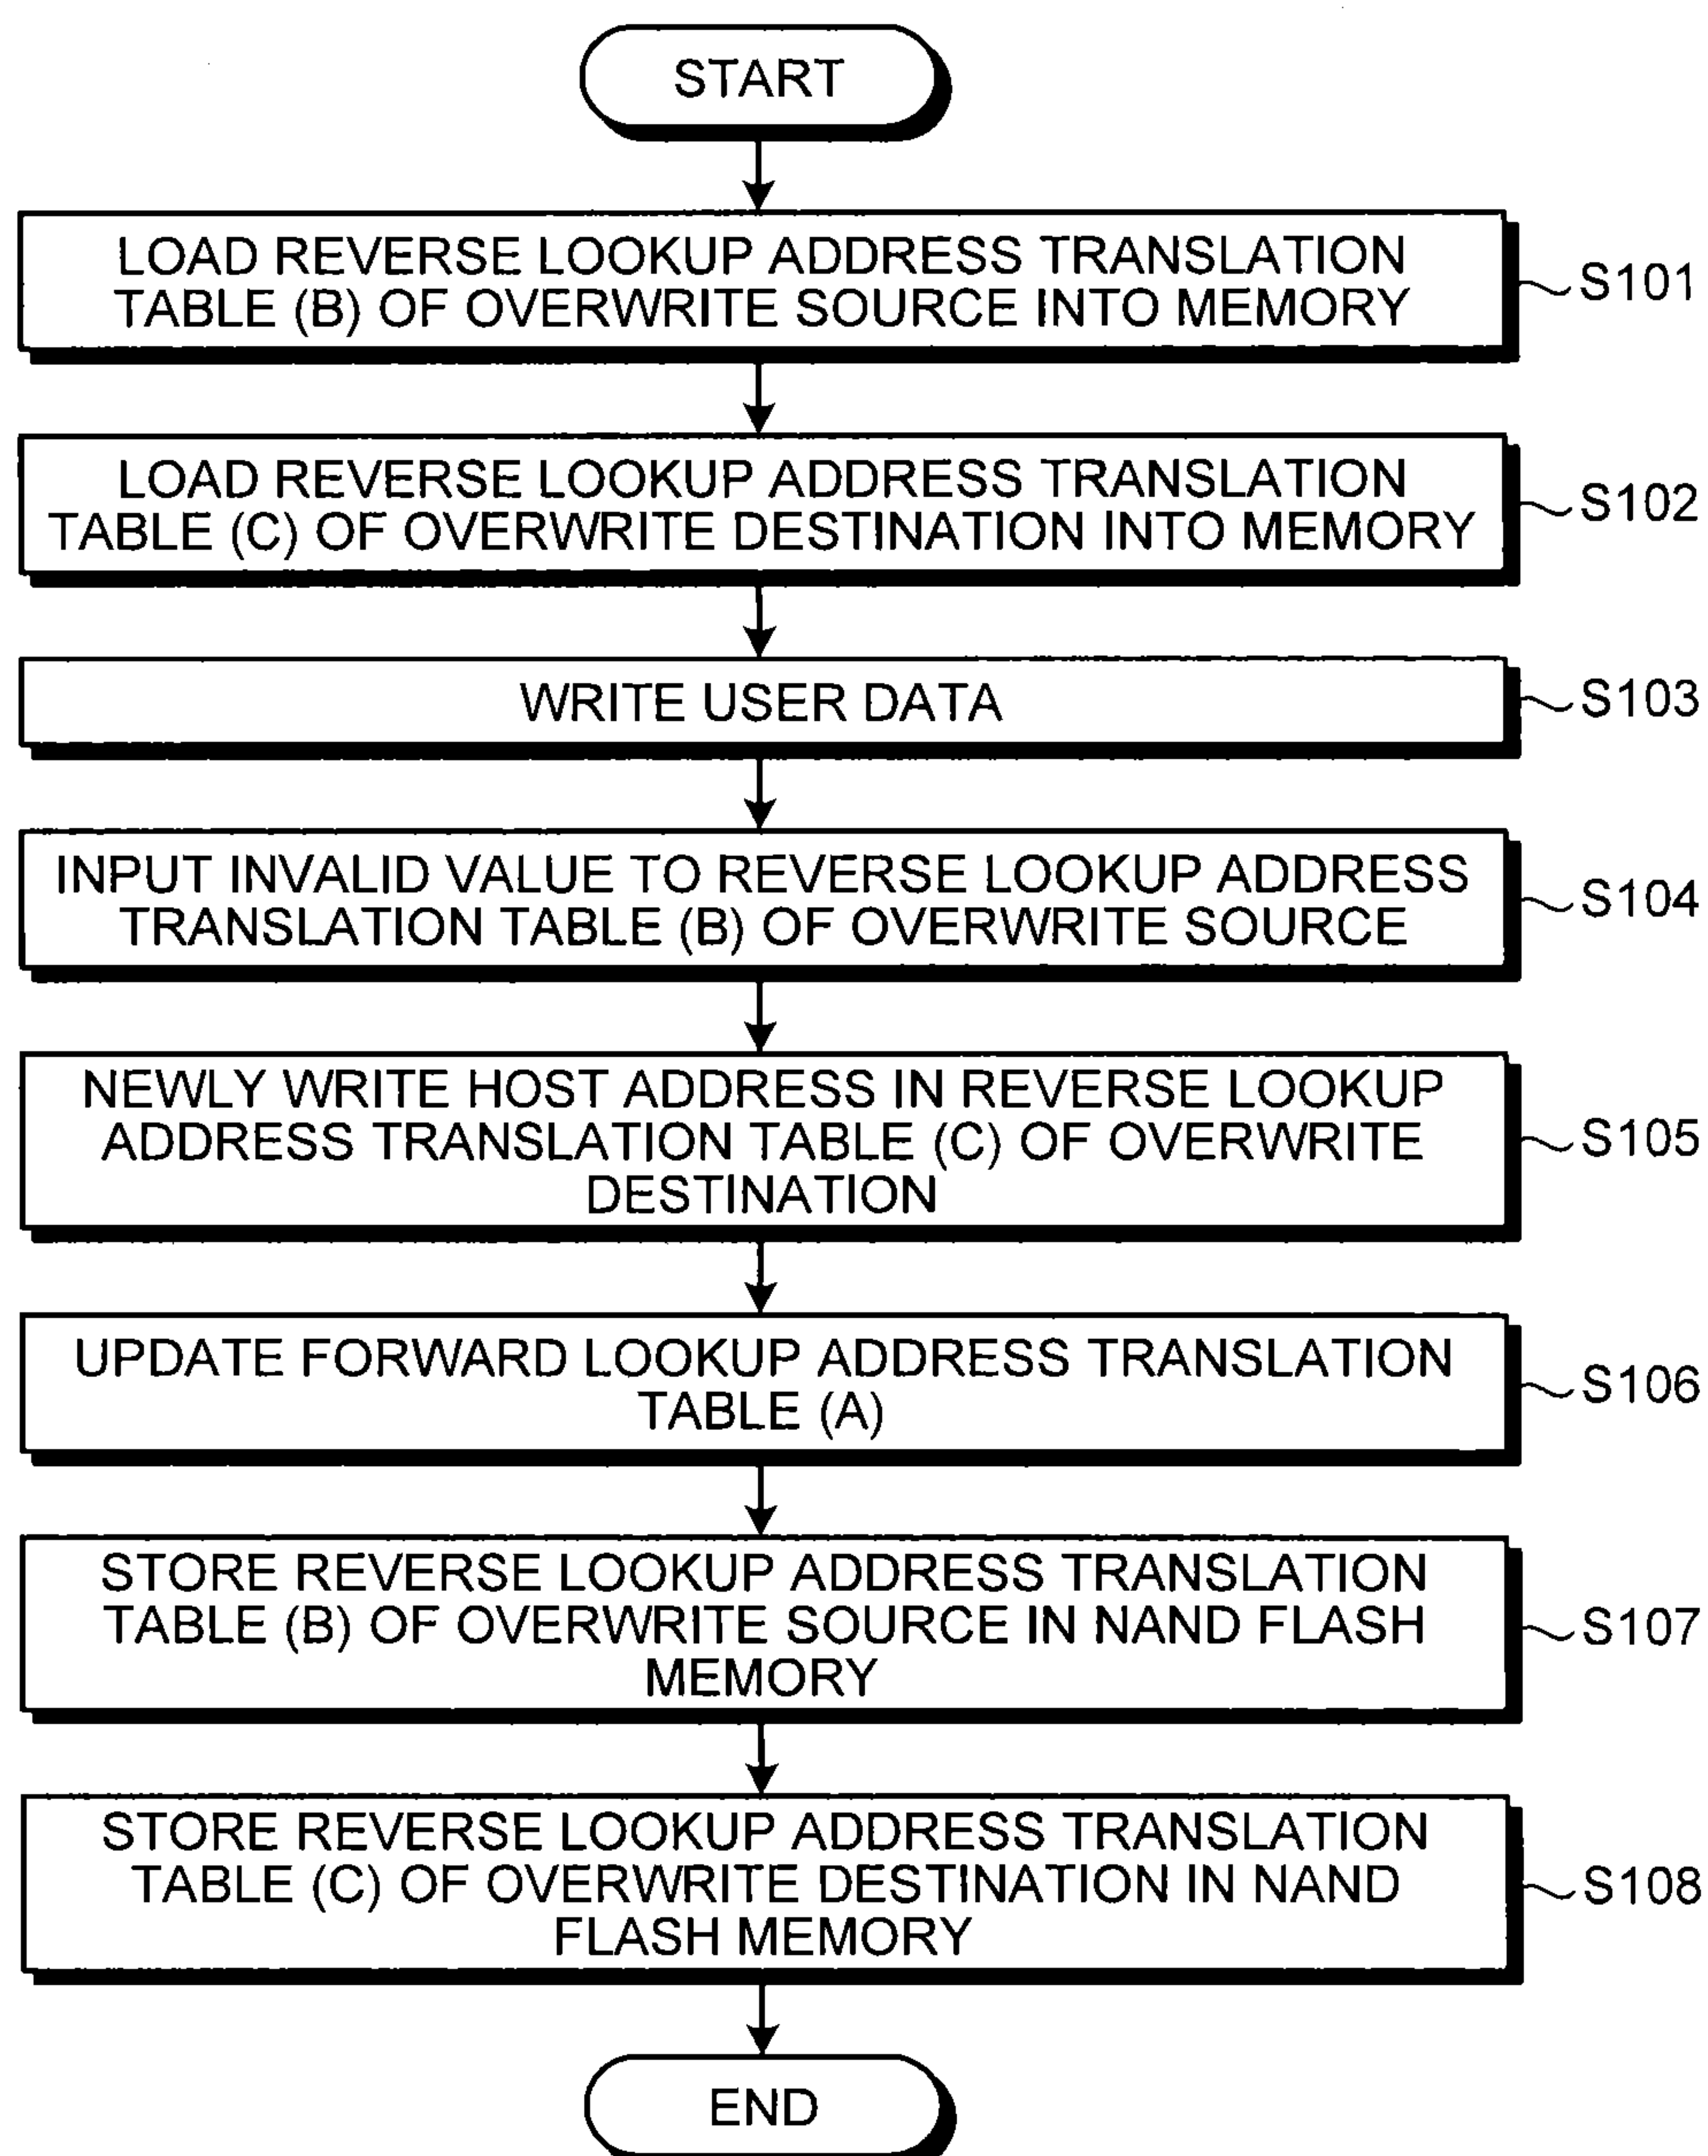 START
LOAD REVERSE LOOKUP ADDRESS TRANSLATION
TABLE (B) OF OVERWRITE SOURCE INTO MEMORY
S101
LOAD REVERSE LOOKUP ADDRESS TRANSLATION
TABLE (C) OF OVERWRITE DESTINATION INTO MEMORY
S102
WRITE USER DATA
S103
INPUT INVALID VALUE TO REVERSE LOOKUP ADDRESS
TRANSLATION TABLE (B) OF OVERWRITE SOURCE
S104
NEWLY WRITE HOST ADDRESS IN REVERSE LOOKUP
ADDRESS TRANSLATION TABLE (C) OF OVERWRITE
DESTINATION
S105
UPDATE FORWARD LOOKUP ADDRESS TRANSLATION
TABLE (A)
S106
STORE REVERSE LOOKUP ADDRESS TRANSLATION
TABLE (B) OF OVERWRITE SOURCE IN NAND FLASH
MEMORY
S107
STORE REVERSE LOOKUP ADDRESS TRANSLATION
TABLE (C) OF OVERWRITE DESTINATION IN NAND
FLASH MEMORY
S108
END